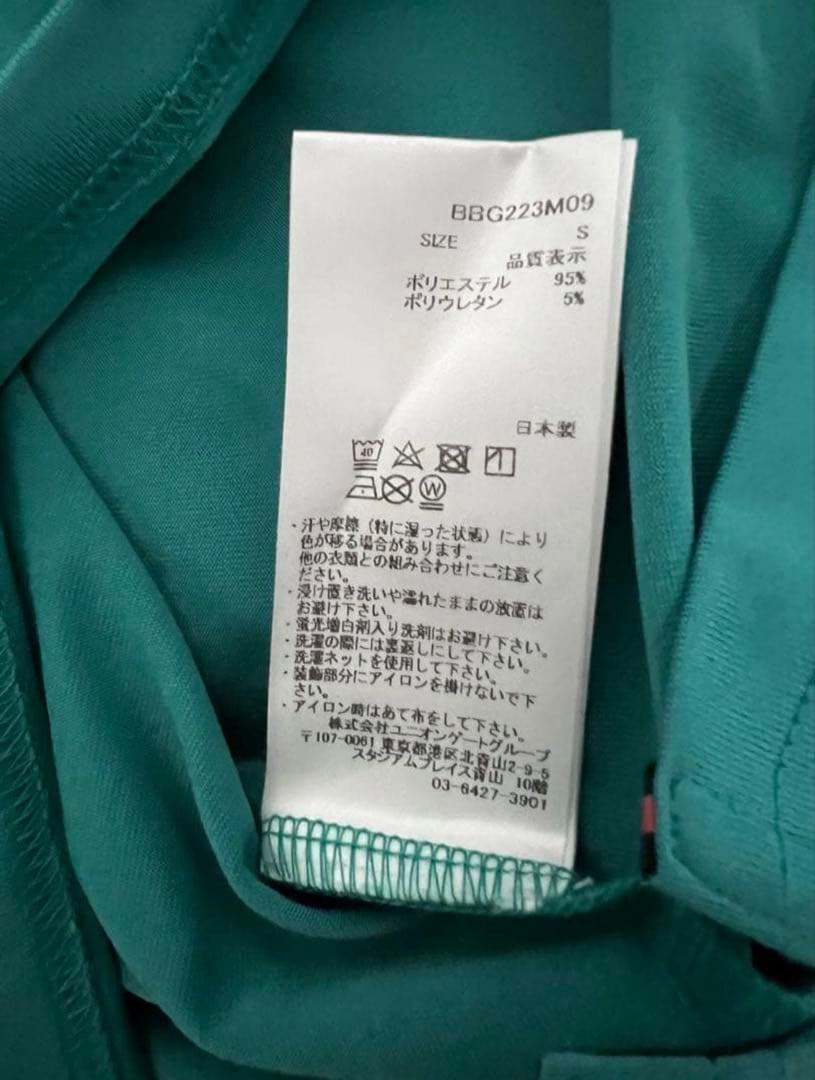 BBG223M09
SIZE S
品質表示
ポリエステル 95%
ポリウレタン 5%
日本製
40
W
・汗や摩擦（特に湿った状態）により
色が移る場合があります。
他の衣類との組み合わせにご注意く
ださい。
・浸け置き洗いや濡れたままの放置は
お避け下さい。
・蛍光増白剤入り洗剤はお避け下さい。
・洗濯の際には裏返しにして下さい。
・洗濯ネットを使用して下さい。
・装飾部分にアイロンを掛けないで下
さい。
・アイロン時はあて布をして下さい。
株式会社ユニオンゲートグループ
〒107-0061 東京都港区北青山2-9-5
スタジアムプレイス青山 10階
03-6427-3901